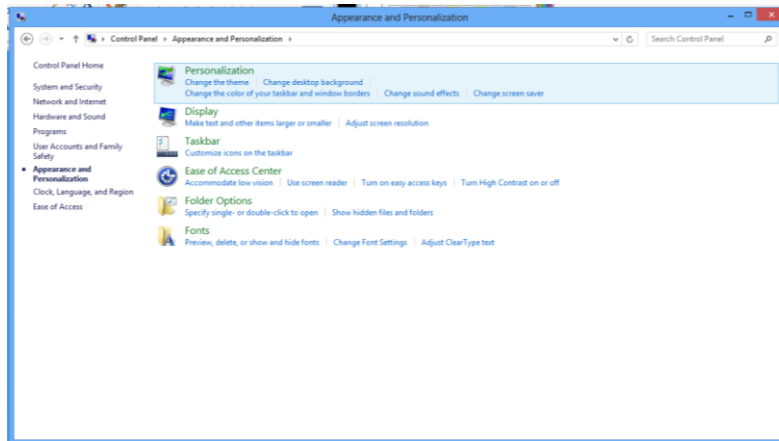 Appearance and Personalization
Control Panel Appearance and Personalization
Search Control Panel
Control Panel Home
System and Security
Network and Internet
Hardware and Sound
Programs
User Accounts and Family
Safety
Appearance and
Personalization
Clock, Language, and Region
Ease of Access
Personalization
Change the theme Change desktop background
Change the color of your taskbar and window borders Change sound effects Change screen saver
Display
Make text and other items larger or smaller Adjust screen resolution
Taskbar
Customize icons on the taskbar
Ease of Access Center
Accommodate low vision Use screen reader Turn on easy access keys Turn High Contrast on or off
Folder Options
Specify single- or double-click to open Show hidden files and folders
Fonts
Preview, delete, or show and hide fonts Change Font Settings Adjust ClearType text